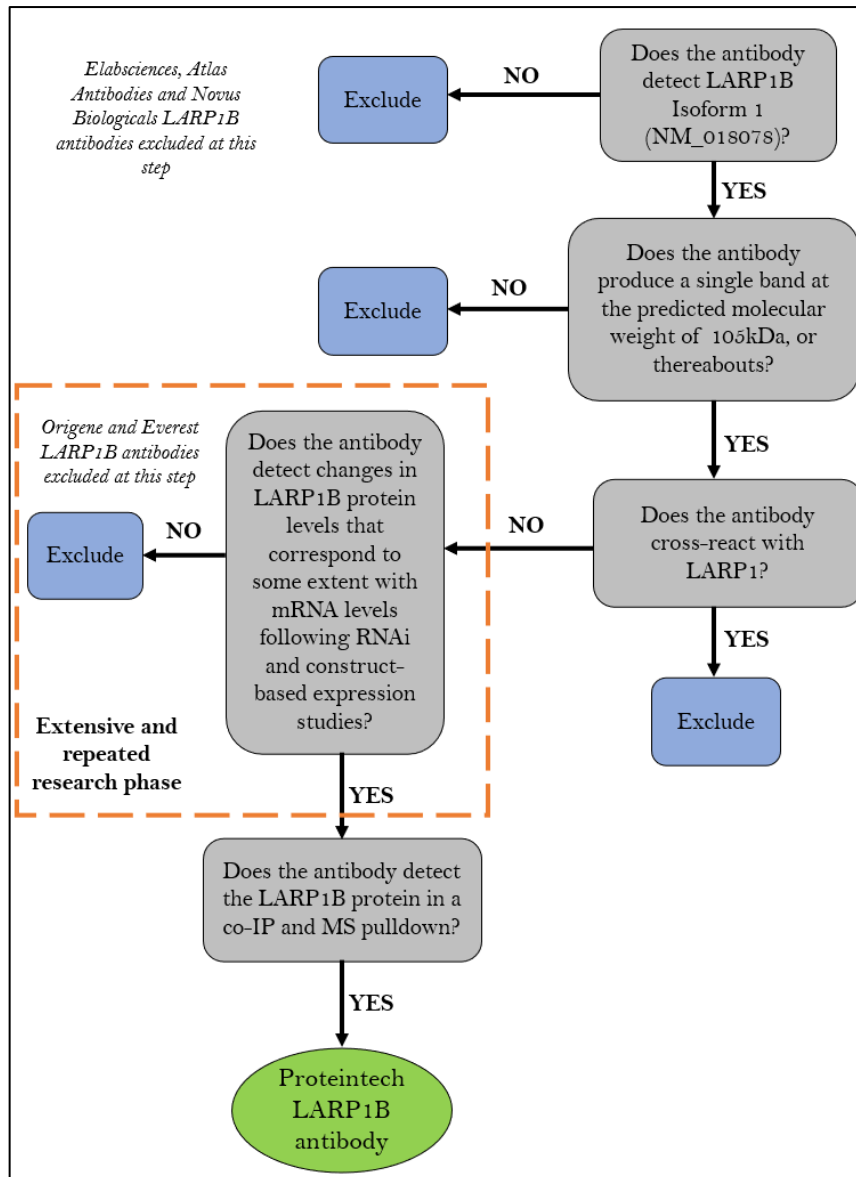 Elabsciences, Atlas
Antibodies and Novus
Biologicals LARP1B
antibodies excluded at this
step
Exclude
NO
Does the antibody
detect LARP1B
Isoform 1
(NM_018078)?
YES
Exclude
NO
Does the antibody
produce a single band at
the predicted molecular
weight of 105kDa, or
thereabouts?
YES
Origene and Everest
LARP1B antibodies
excluded at this step
Exclude
NO
Does the antibody
detect changes in
LARP1B protein
levels that
correspond to
some extent with
mRNA levels
following RNAi
and construct-
based expression
studies?
NO
Does the antibody
cross-react with
LARP1?
YES
Exclude
Extensive and
repeated
research phase
YES
Does the antibody detect
the LARP1B protein in a
co-IP and MS pulldown?
YES
Proteintech
LARP1B
antibody